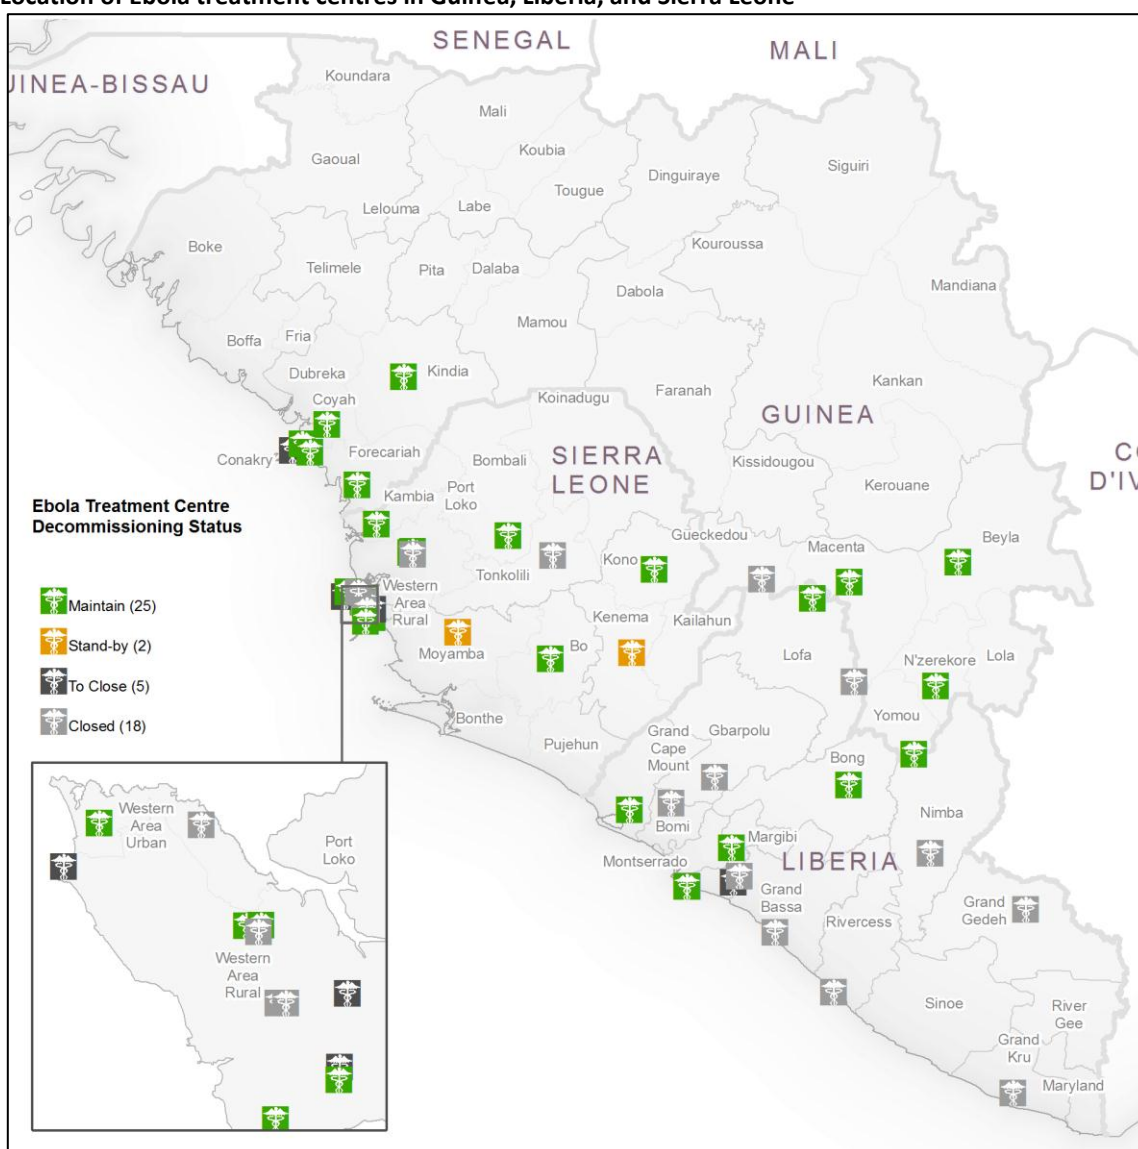 Location of Ebola treatment centres in Guinea, Liberia, and Sierra Leone
SENEGAL
MALI
UINEA-BISSAU
Koundara
Mali
Koubia
Gaoual
Siguiri
Dinguiraye
Tougue
Lelouma
Labe
Boke
Kouroussa
Telimele
Pita
Dalaba
Mandiana
Dabola
Mamou
Fria
Boffa
Dubreka
Kindia
Kankan
Faranah
Coyah
Koinadugu
GUINEA
Forecariah
Conakry
Bombali
SIERRA
LEONE
Kissidougou
CO
D'IV
Kerouane
Kambia
Port
Loko
Ebola Treatment Centre
Decommissioning Status
Gueckedou
Macenta
Beyla
Kono
Tonkolili
Western
Area
Rural
Maintain (25)
Kenema
Kailahun
Stand-by (2)
Moyamba
Bo
Lofa
N'zerekore
Lola
To Close (5)
Bonthe
Yomou
Closed (18)
Pujehun
Grand
Cape
Mount
Gbarpolu
Bong
Nimba
Bomi
Western
Area
Urban
Port
Loko
Margibi
Montserrado
LIBERIA
Grand
Bassa
Rivercess
Grand
Gedeh
Western
Area
Rural
Sinoe
River
Gee
Grand
Kru
Maryland